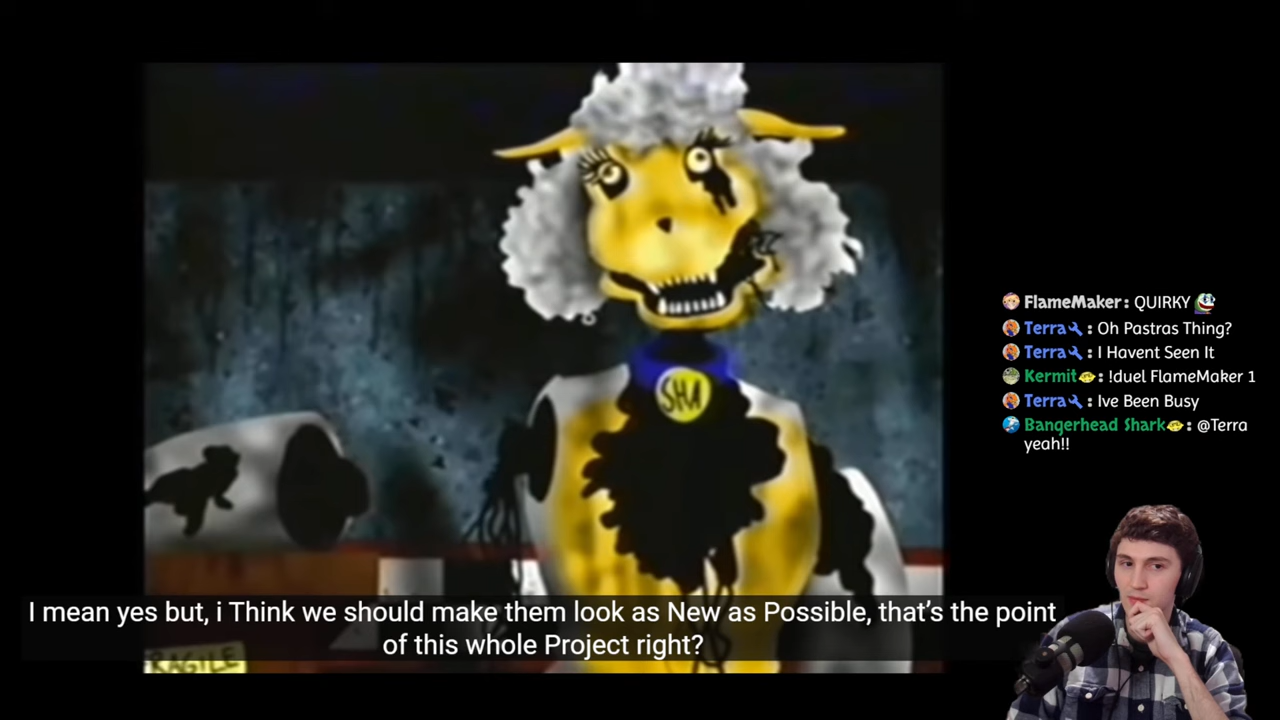 SHA
FlameMaker: QUIRKY
Terra: Oh Pastras Thing?
Terra: I Havent Seen It
Kermit: !duel FlameMaker 1
Terra: Ive Been Busy
Bangerhead Shark: @Terra
yeah!!
I mean yes but, i Think we should make them look as New as Possible, that's the point
of this whole Project right?
RAGILE